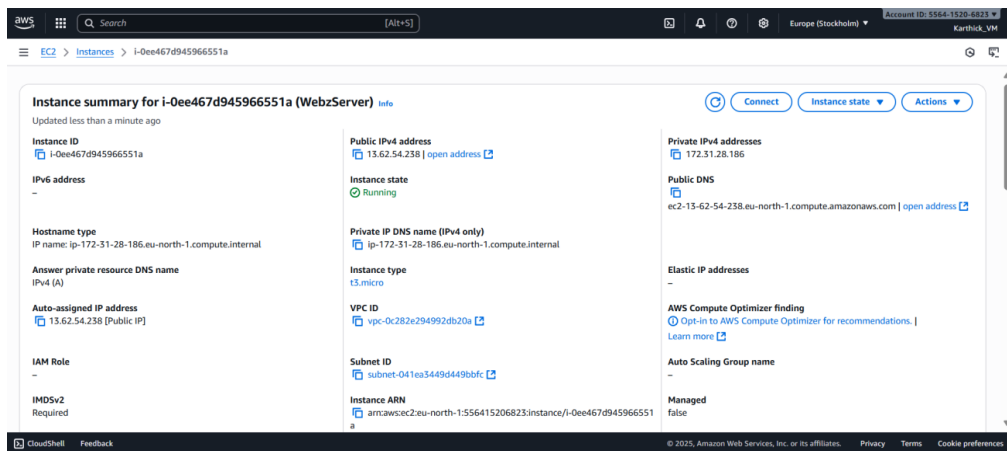 aws
Search
[Alt+S]
Europe (Stockholm) ▼
Account ID: 5564-1520-6823 ▼
Karthick_VM
EC2 > Instances > i-0ee467d945966551a
Instance summary for i-0ee467d945966551a (WebzServer) Info
Updated less than a minute ago
Connect
Instance state ▼
Actions ▼
Instance ID
i-0ee467d945966551a
Public IPv4 address
13.62.54.238 | open address
Private IPv4 addresses
172.31.28.186
IPv6 address
–
Instance state
Running
Public DNS
ec2-13-62-54-238.eu-north-1.compute.amazonaws.com | open address
Hostname type
IP name: ip-172-31-28-186.eu-north-1.compute.internal
Private IP DNS name (IPv4 only)
ip-172-31-28-186.eu-north-1.compute.internal
Answer private resource DNS name
IPv4 (A)
Instance type
t3.micro
Elastic IP addresses
–
Auto-assigned IP address
13.62.54.238 [Public IP]
VPC ID
vpc-0c282e294992db20a
AWS Compute Optimizer finding
Opt-in to AWS Compute Optimizer for recommendations. |
Learn more
IAM Role
–
Subnet ID
subnet-041ea3449d449bbfc
Auto Scaling Group name
–
IMDSv2
Required
Instance ARN
arn:aws:ec2:eu-north-1:556415206823:instance/i-0ee467d945966551
a
Managed
false
CloudShell
Feedback
© 2025, Amazon Web Services, Inc. or its affiliates.
Privacy
Terms
Cookie preferences